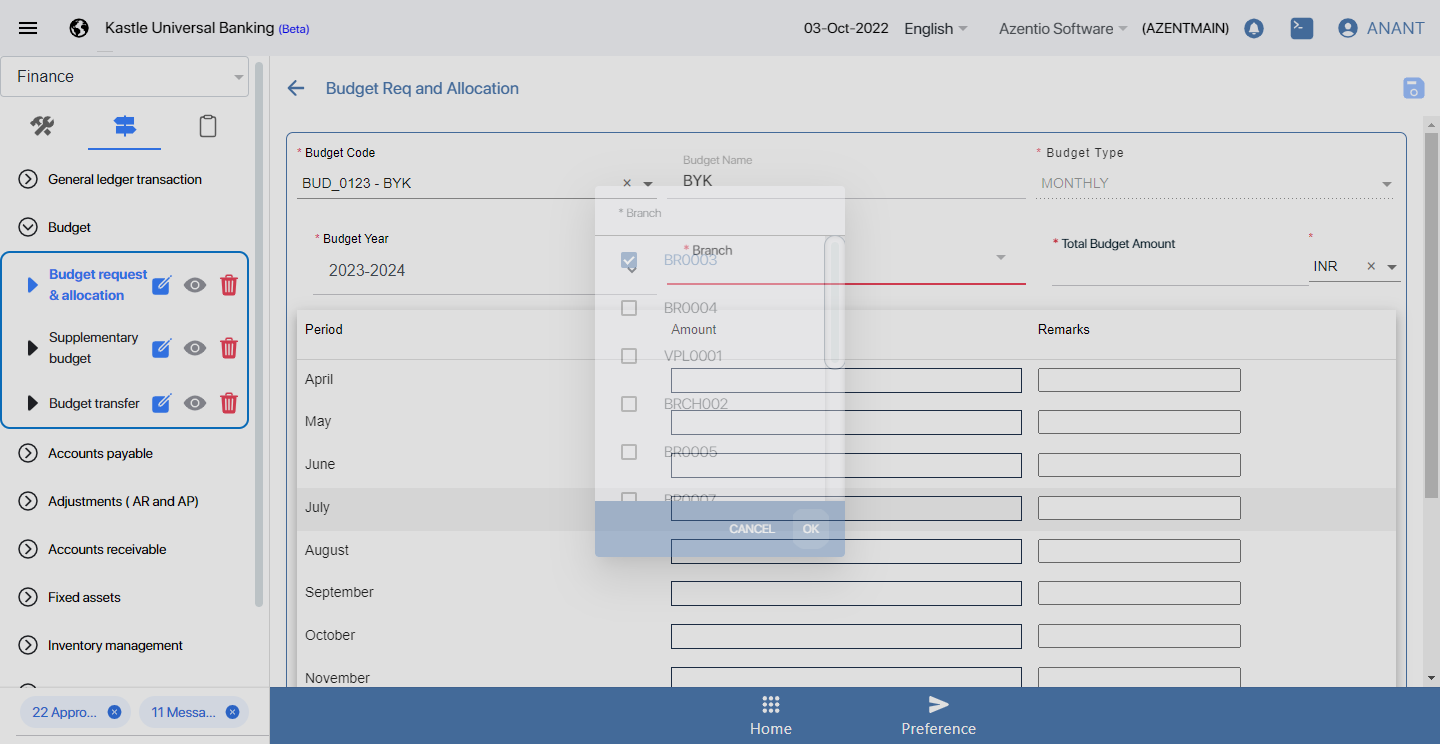 Kastle Universal Banking (Beta)
03-Oct-2022
English
Azentio Software
(AZENTMAIN)
ANANT
Finance
General ledger transaction
Budget
Budget request
& allocation
Supplementary
budget
Budget transfer
Accounts payable
Adjustments ( AR and AP)
Accounts receivable
Fixed assets
Inventory management
22 Appro...
11 Messa...
Budget Req and Allocation
* Budget Code
BUD_0123 - BYK
Budget Name
BYK
* Budget Type
MONTHLY
* Budget Year
2023-2024
* Branch
* Total Budget Amount
*
INR
Period
Amount
Remarks
April
May
June
July
August
September
October
November
* Branch
BR0003
BR0004
VPL0001
BRCH002
BR0005
BR0007
CANCEL
OK
Home
Preference